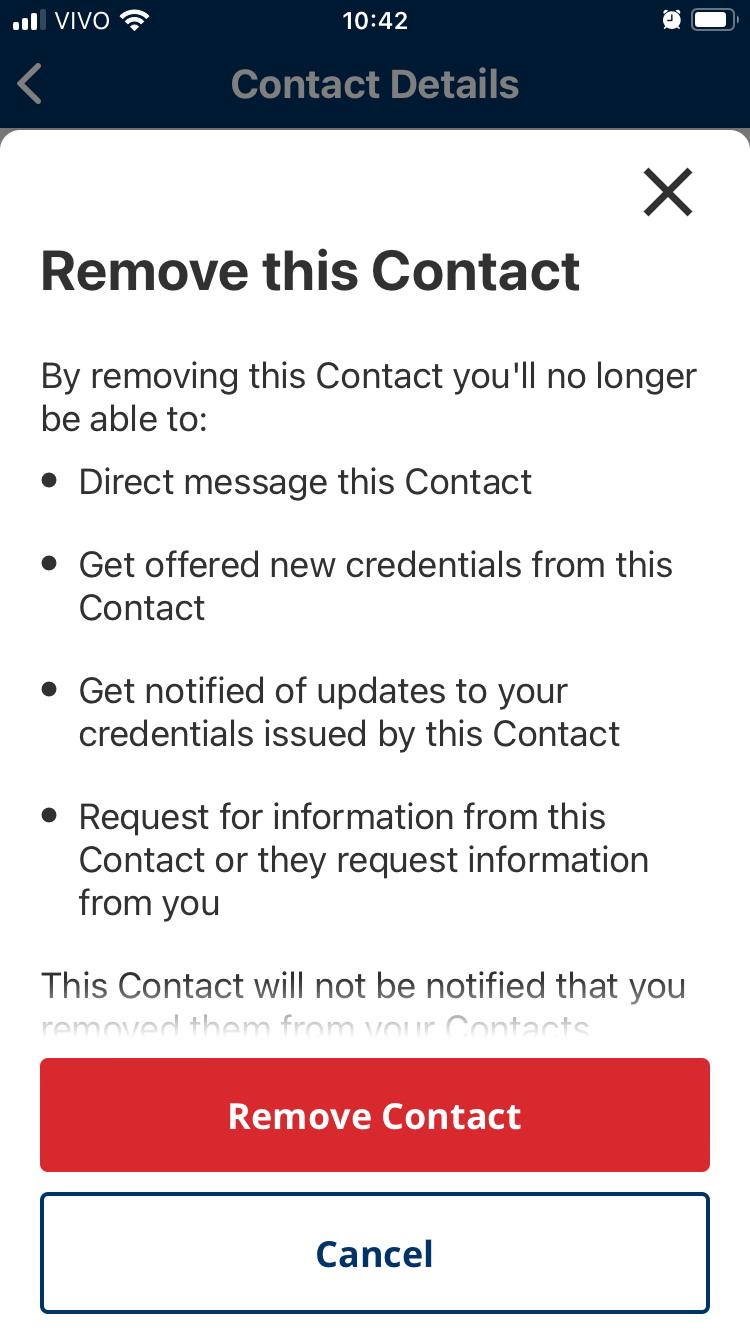 VIVO 10:42
Contact Details
Remove this Contact
By removing this Contact you'll no longer
be able to:
Direct message this Contact
Get offered new credentials from this
Contact
Get notified of updates to your
credentials issued by this Contact
Request for information from this
Contact or they request information
from you
This Contact will not be notified that you
removed them from your Contacts
Remove Contact
Cancel